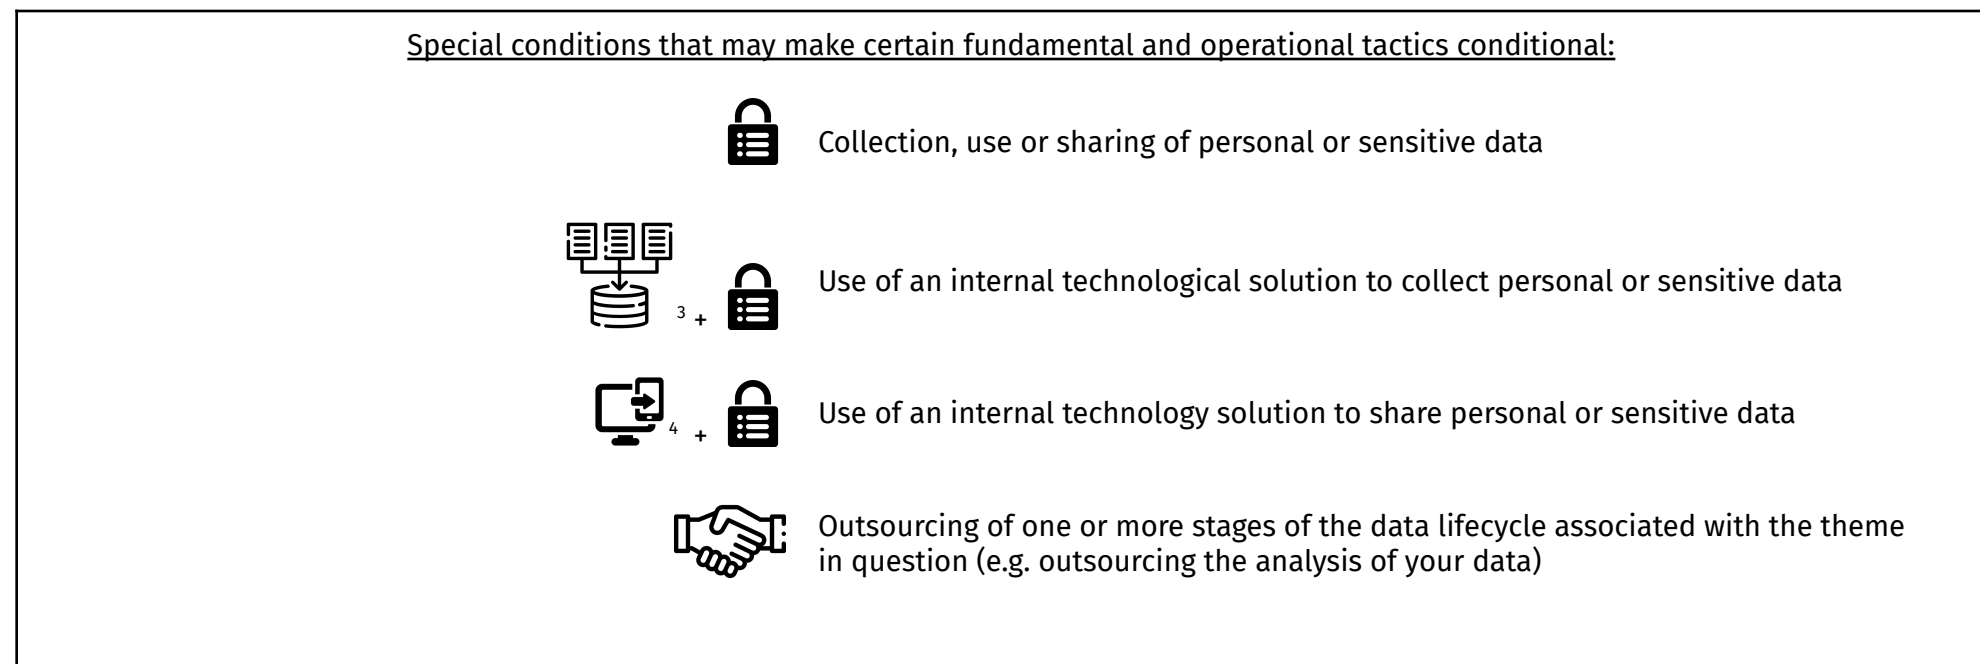 Special conditions that may make certain fundamental and operational tactics conditional:
Collection, use or sharing of personal or sensitive data
Use of an internal technological solution to collect personal or sensitive data
3 +
Use of an internal technology solution to share personal or sensitive data
4 +
Outsourcing of one or more stages of the data lifecycle associated with the theme
in question (e.g. outsourcing the analysis of your data)